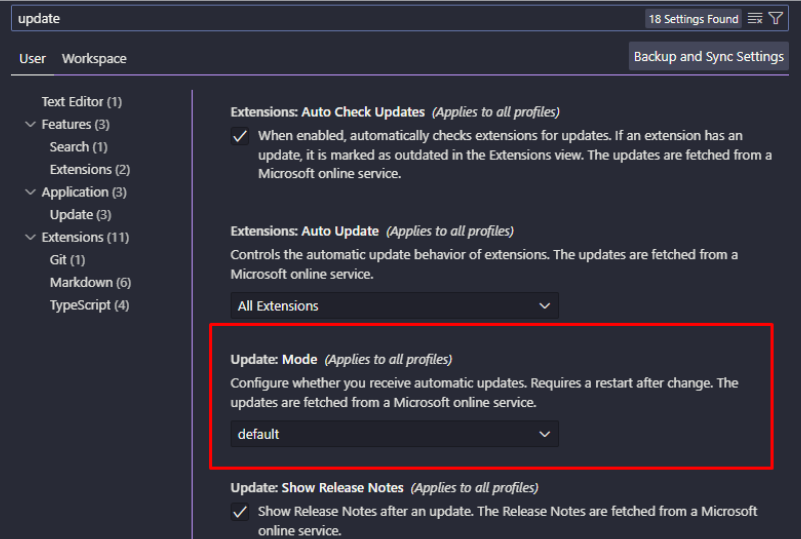 update
18 Settings Found
User Workspace
Backup and Sync Settings
Text Editor (1)
Features (3)
Search (1)
Extensions (2)
Application (3)
Update (3)
Extensions (11)
Git (1)
Markdown (6)
TypeScript (4)
Extensions: Auto Check Updates (Applies to all profiles)
When enabled, automatically checks extensions for updates. If an extension has an
update, it is marked as outdated in the Extensions view. The updates are fetched from a
Microsoft online service.
Extensions: Auto Update (Applies to all profiles)
Controls the automatic update behavior of extensions. The updates are fetched from a
Microsoft online service.
All Extensions
Update: Mode (Applies to all profiles)
Configure whether you receive automatic updates. Requires a restart after change. The
updates are fetched from a Microsoft online service.
default
Update: Show Release Notes (Applies to all profiles)
Show Release Notes after an update. The Release Notes are fetched from a Microsoft
online service.